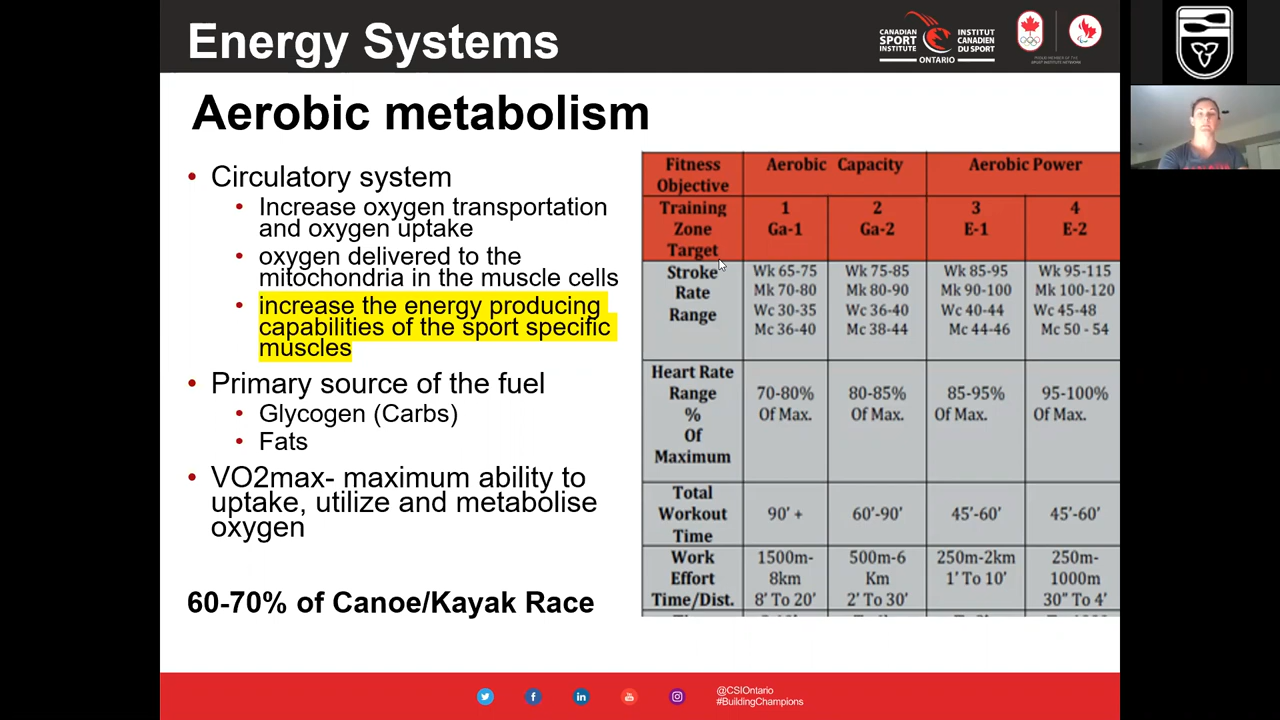 Energy Systems
CANADIAN
SPORT
INSTITUTE
INSTITUT
CANADIEN
DU SPORT
ONTARIO
Aerobic metabolism
• Circulatory system
• Increase oxygen transportation
and oxygen uptake
• oxygen delivered to the
mitochondria in the muscle cells
• increase the energy producing
capabilities of the sport specific
muscles
• Primary source of the fuel
• Glycogen (Carbs)
• Fats
• VO2max- maximum ability to
uptake, utilize and metabolise
oxygen
60-70% of Canoe/Kayak Race
Fitness
Objective
Aerobic Capacity
Aerobic Power
Training
Zone
Target
1
Ga-1
2
Ga-2
3
E-1
4
E-2
Stroke
Rate
Range
Wk 65-75
Mk 70-80
Wc 30-35
Mc 36-40
Wk 75-85
Mk 80-90
Wc 36-40
Mc 38-44
Wk 85-95
Mk 90-100
Wc 40-44
Mc 44-46
Wk 95-115
Mk 100-120
Wc 45-48
Mc 50 - 54
Heart Rate
Range
%
Of
Maximum
70-80%
Of Max.
80-85%
Of Max.
85-95%
Of Max.
95-100%
Of Max.
Total
Workout
Time
90' +
60'-90'
45'-60'
45'-60'
Work
Effort
Time/Dist.
1500m-
8km
8' To 20'
500m-6
Km
2' To 30'
250m-2km
1' To 10'
250m-
1000m
30" To 4'
@CSIOntario
#BuildingChampions